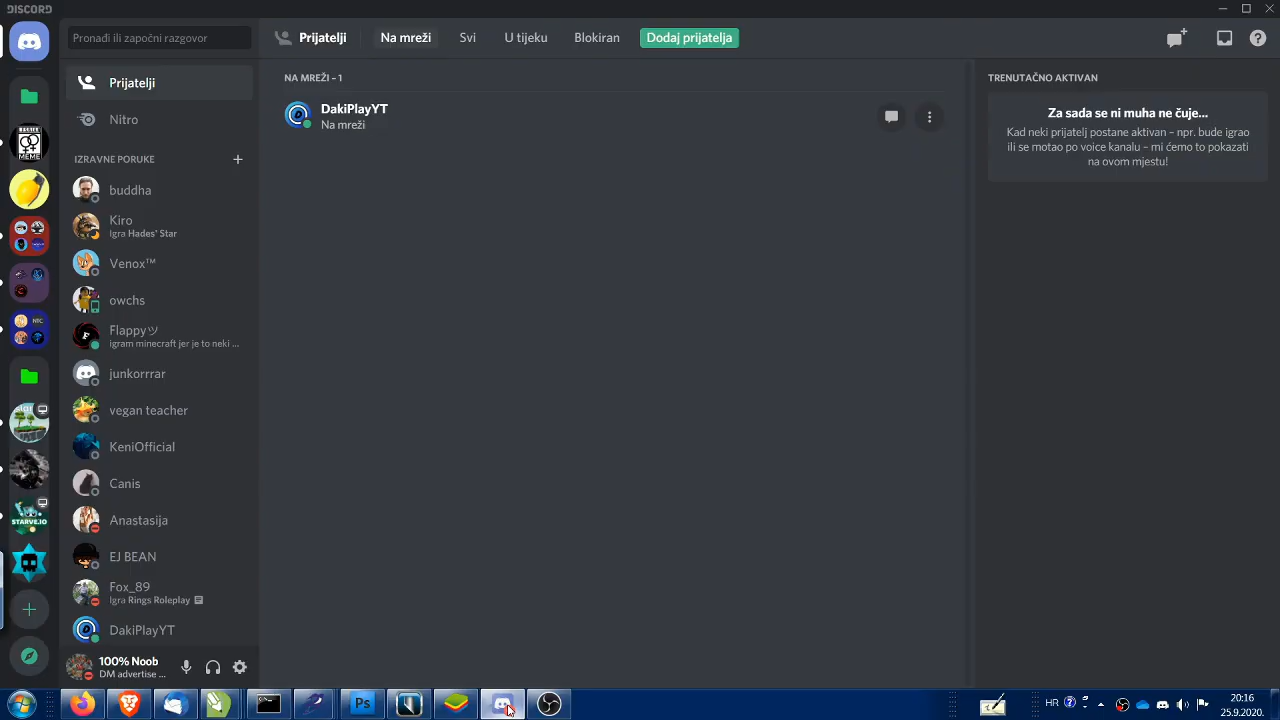 DISCORD
Pronađi ili započni razgovor
Prijatelji
Na mreži
Svi
U tijeku
Blokiran
Dodaj prijatelja
Prijatelji
Nitro
IZRAVNE PORUKE
buddha
Kiro
Igra Hades' Star
Venox™
owchs
Flappyツ
igram minecraft jer je to neki ...
junkorrrar
vegan teacher
KeniOfficial
Canis
Anastasija
EJ BEAN
Fox_89
Igra Rings Roleplay
DakiPlayYT
100% Noob
DM advertise ...
NA MREŽI – 1
DakiPlayYT
Na mreži
TRENUTAČNO AKTIVAN
Za sada se ni muha ne čuje...
Kad neki prijatelj postane aktivan – npr. bude igrao
ili se motao po voice kanalu – mi ćemo to pokazati
na ovom mjestu!
MEME
NTC
STARVE.IO
Ps
HR
20:16
25.9.2020.